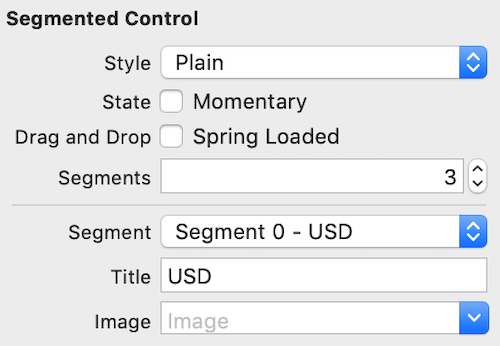 Segmented Control
Style Plain
State Momentary
Drag and Drop Spring Loaded
Segments 3
Segment Segment 0 - USD
Title USD
Image Image